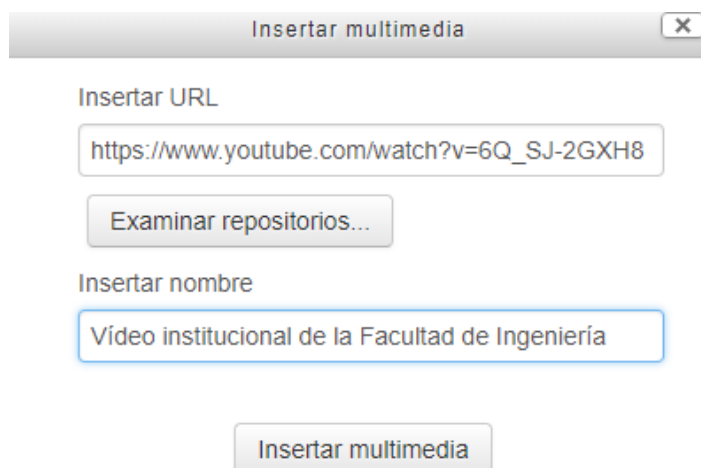 Insertar multimedia
Insertar URL
https://www.youtube.com/watch?v=6Q_SJ-2GXH8
Examinar repositorios...
Insertar nombre
Vídeo institucional de la Facultad de Ingeniería
Insertar multimedia